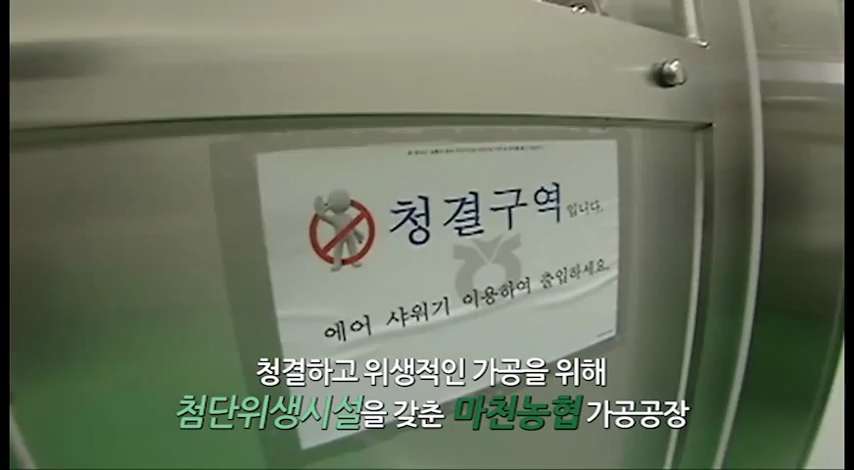 청결구역입니다.
에어 샤워기 이용하여 출입하세요.
청결하고 위생적인 가공을 위해
첨단위생시설을 갖춘 마천농협 가공공장